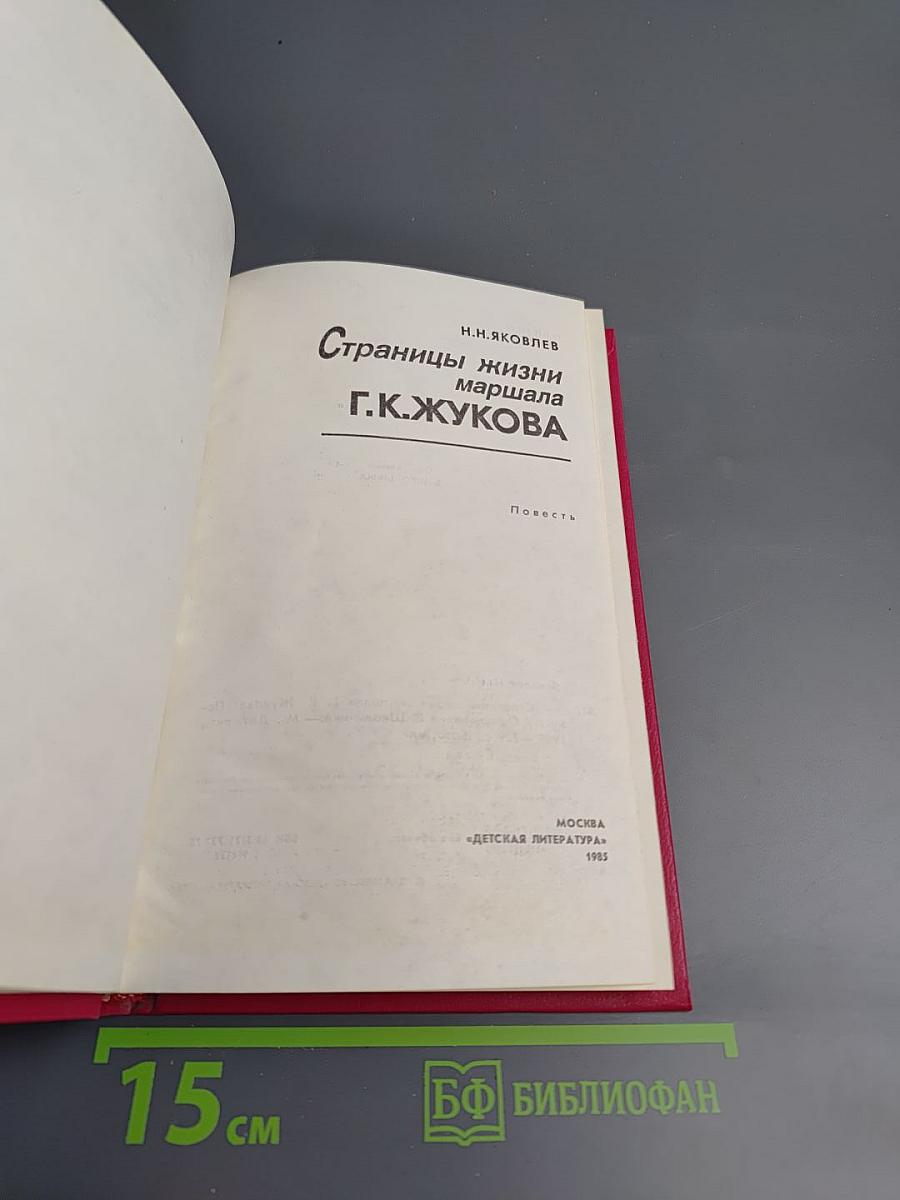 Н.Н.ЯКОВЛЕВ
Страницы жизни
маршала
Г.К.ЖУКОВА
Повесть
МОСКВА
«ДЕТСКАЯ ЛИТЕРАТУРА»
1985
15 см
БФ БИБЛИОФАН